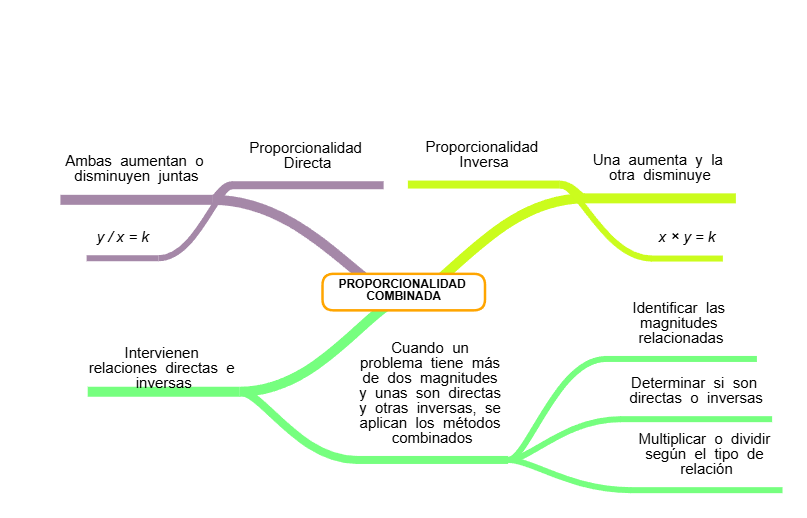 Proporcionalidad
Directa
Ambas aumentan o
disminuyen juntas
y / x = k
Proporcionalidad
Inversa
Una aumenta y la
otra disminuye
x × y = k
PROPORCIONALIDAD
COMBINADA
Intervienen
relaciones directas e
inversas
Cuando un
problema tiene más
de dos magnitudes
y unas son directas
y otras inversas, se
aplican los métodos
combinados
Identificar las
magnitudes
relacionadas
Determinar si son
directas o inversas
Multiplicar o dividir
según el tipo de
relación